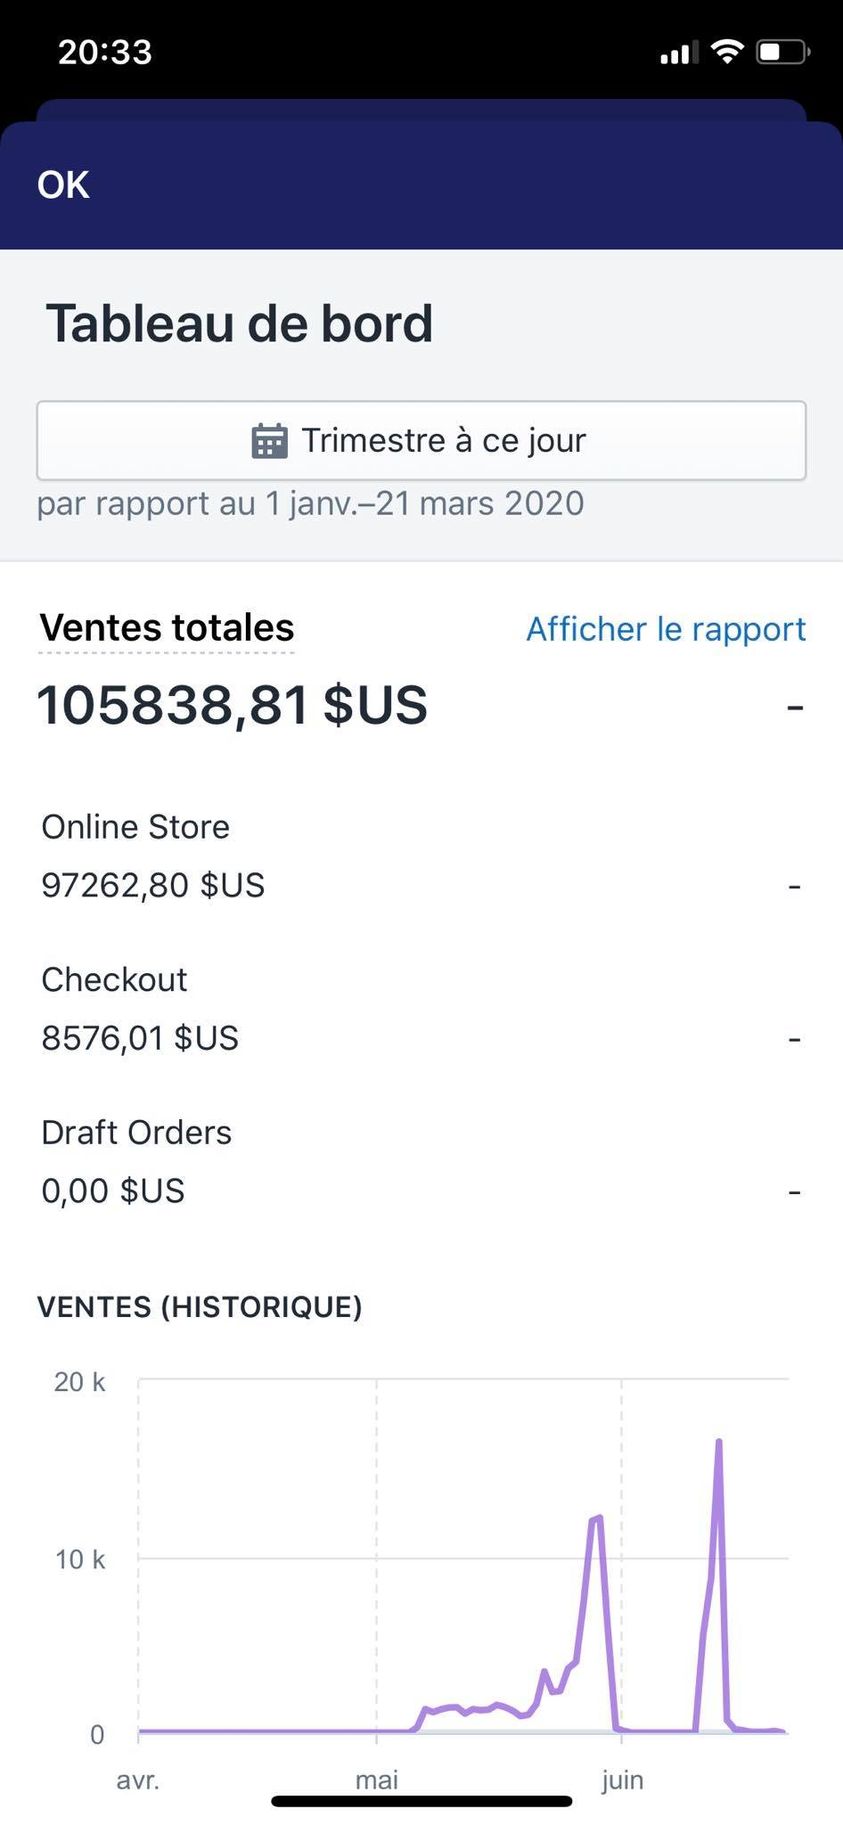 20:33
OK
Tableau de bord
Trimestre à ce jour
par rapport au 1 janv.–21 mars 2020
Ventes totales
Afficher le rapport
105838,81 $US
-
Online Store
97262,80 $US
-
Checkout
8576,01 $US
-
Draft Orders
0,00 $US
-
VENTES (HISTORIQUE)
20 k
10 k
0
avr.
mai
juin